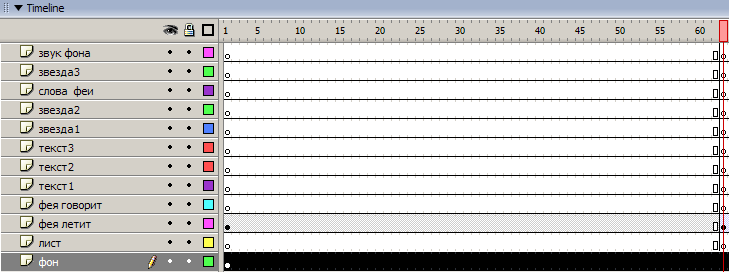 Timeline
1 5 10 15 20 25 30 35 40 45 50 55 60
звук фона
звезда3
слова феи
звезда2
звезда1
текст3
текст2
текст1
фея говорит
фея летит
лист
фон